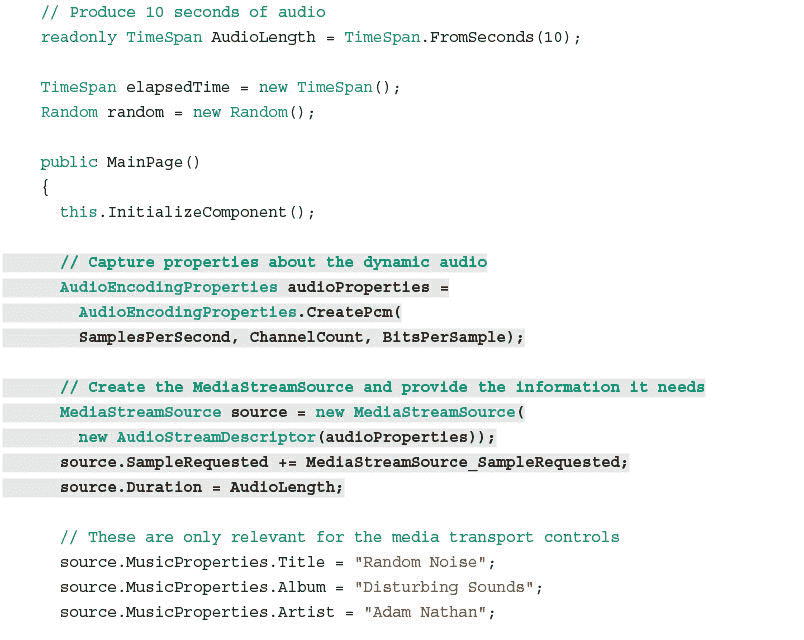 // Produce 10 seconds of audio
readonly TimeSpan AudioLength = TimeSpan.FromSeconds(10);
TimeSpan elapsedTime = new TimeSpan();
Random random = new Random();
public MainPage()
{
this.InitializeComponent();
// Capture properties about the dynamic audio
AudioEncodingProperties audioProperties =
AudioEncodingProperties.CreatePcm(
SamplesPerSecond, ChannelCount, BitsPerSample);
// Create the MediaStreamSource and provide the information it needs
MediaStreamSource source = new MediaStreamSource(
new AudioStreamDescriptor(audioProperties));
source.SampleRequested += MediaStreamSource_SampleRequested;
source.Duration = AudioLength;
// These are only relevant for the media transport controls
source.MusicProperties.Title = "Random Noise";
source.MusicProperties.Album = "Disturbing Sounds";
source.MusicProperties.Artist = "Adam Nathan";